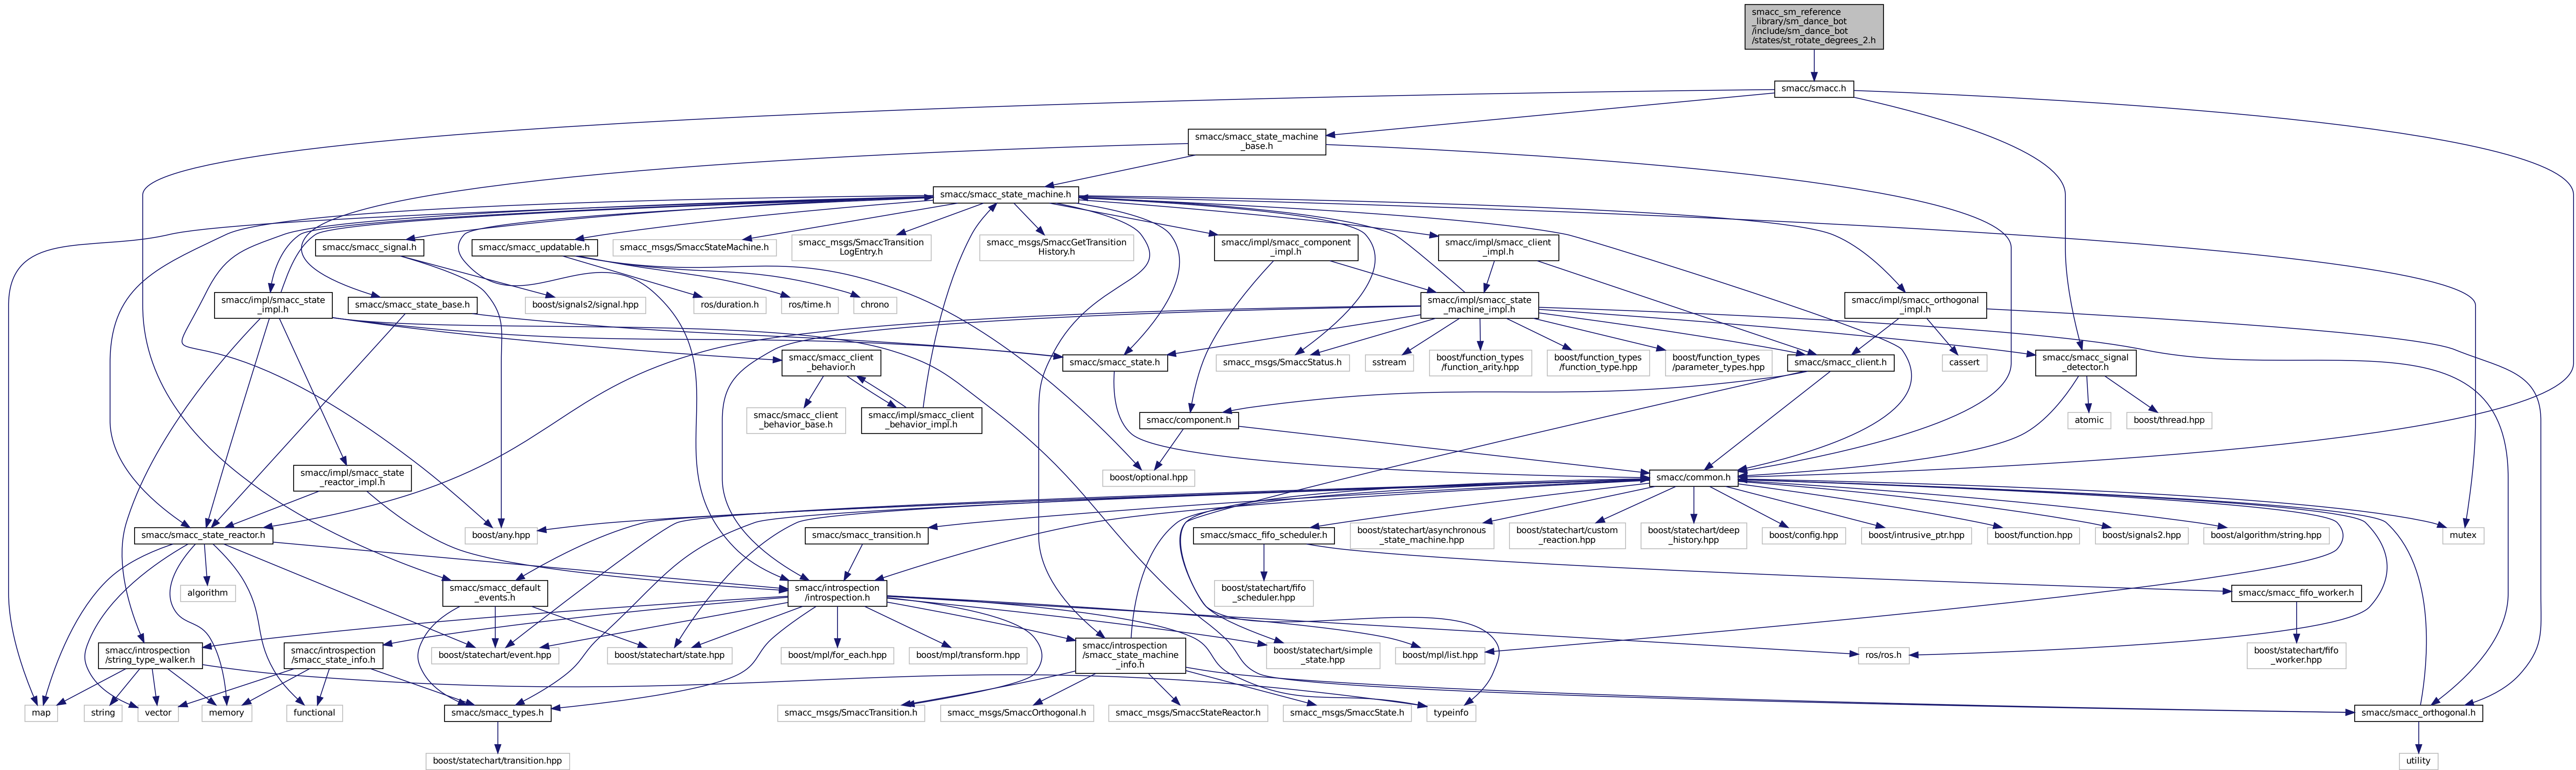 smacc_sm_reference
_library/sm_dance_bot
/include/sm_dance_bot
/states/st_rotate_degrees_2.h
smacc/smacc.h
smacc/smacc_state_machine
_base.h
smacc/smacc_state_machine.h
smacc/smacc_signal.h
smacc/smacc_updatable.h
smacc_msgs/SmaccStateMachine.h
smacc_msgs/SmaccTransition
LogEntry.h
smacc_msgs/SmaccGetTransition
History.h
smacc/impl/smacc_component
_impl.h
smacc/impl/smacc_client
_impl.h
smacc/impl/smacc_state
_impl.h
smacc/smacc_state_base.h
boost/signals2/signal.hpp
ros/duration.h
ros/time.h
chrono
smacc/impl/smacc_state
_machine_impl.h
smacc/impl/smacc_orthogonal
_impl.h
smacc/smacc_client
_behavior.h
smacc/smacc_state.h
smacc_msgs/SmaccStatus.h
sstream
boost/function_types
/function_arity.hpp
boost/function_types
/function_type.hpp
boost/function_types
/parameter_types.hpp
smacc/smacc_client.h
cassert
smacc/smacc_signal
_detector.h
smacc/smacc_client
_behavior_base.h
smacc/impl/smacc_client
_behavior_impl.h
smacc/component.h
atomic
boost/thread.hpp
smacc/impl/smacc_state
_reactor_impl.h
boost/optional.hpp
smacc/common.h
smacc/smacc_state_reactor.h
boost/any.hpp
smacc/smacc_transition.h
smacc/smacc_fifo_scheduler.h
boost/statechart/asynchronous
_state_machine.hpp
boost/statechart/custom
_reaction.hpp
boost/statechart/deep
_history.hpp
boost/config.hpp
boost/intrusive_ptr.hpp
boost/function.hpp
boost/signals2.hpp
boost/algorithm/string.hpp
mutex
algorithm
smacc/smacc_default
_events.h
smacc/introspection
/introspection.h
boost/statechart/fifo
_scheduler.hpp
smacc/smacc_fifo_worker.h
smacc/introspection
/string_type_walker.h
smacc/introspection
/smacc_state_info.h
boost/statechart/event.hpp
boost/statechart/state.hpp
boost/mpl/for_each.hpp
boost/mpl/transform.hpp
smacc/introspection
/smacc_state_machine
_info.h
boost/statechart/simple
_state.hpp
boost/mpl/list.hpp
ros/ros.h
boost/statechart/fifo
_worker.hpp
map
string
vector
memory
functional
smacc/smacc_types.h
smacc_msgs/SmaccTransition.h
smacc_msgs/SmaccOrthogonal.h
smacc_msgs/SmaccStateReactor.h
smacc_msgs/SmaccState.h
typeinfo
smacc/smacc_orthogonal.h
boost/statechart/transition.hpp
utility